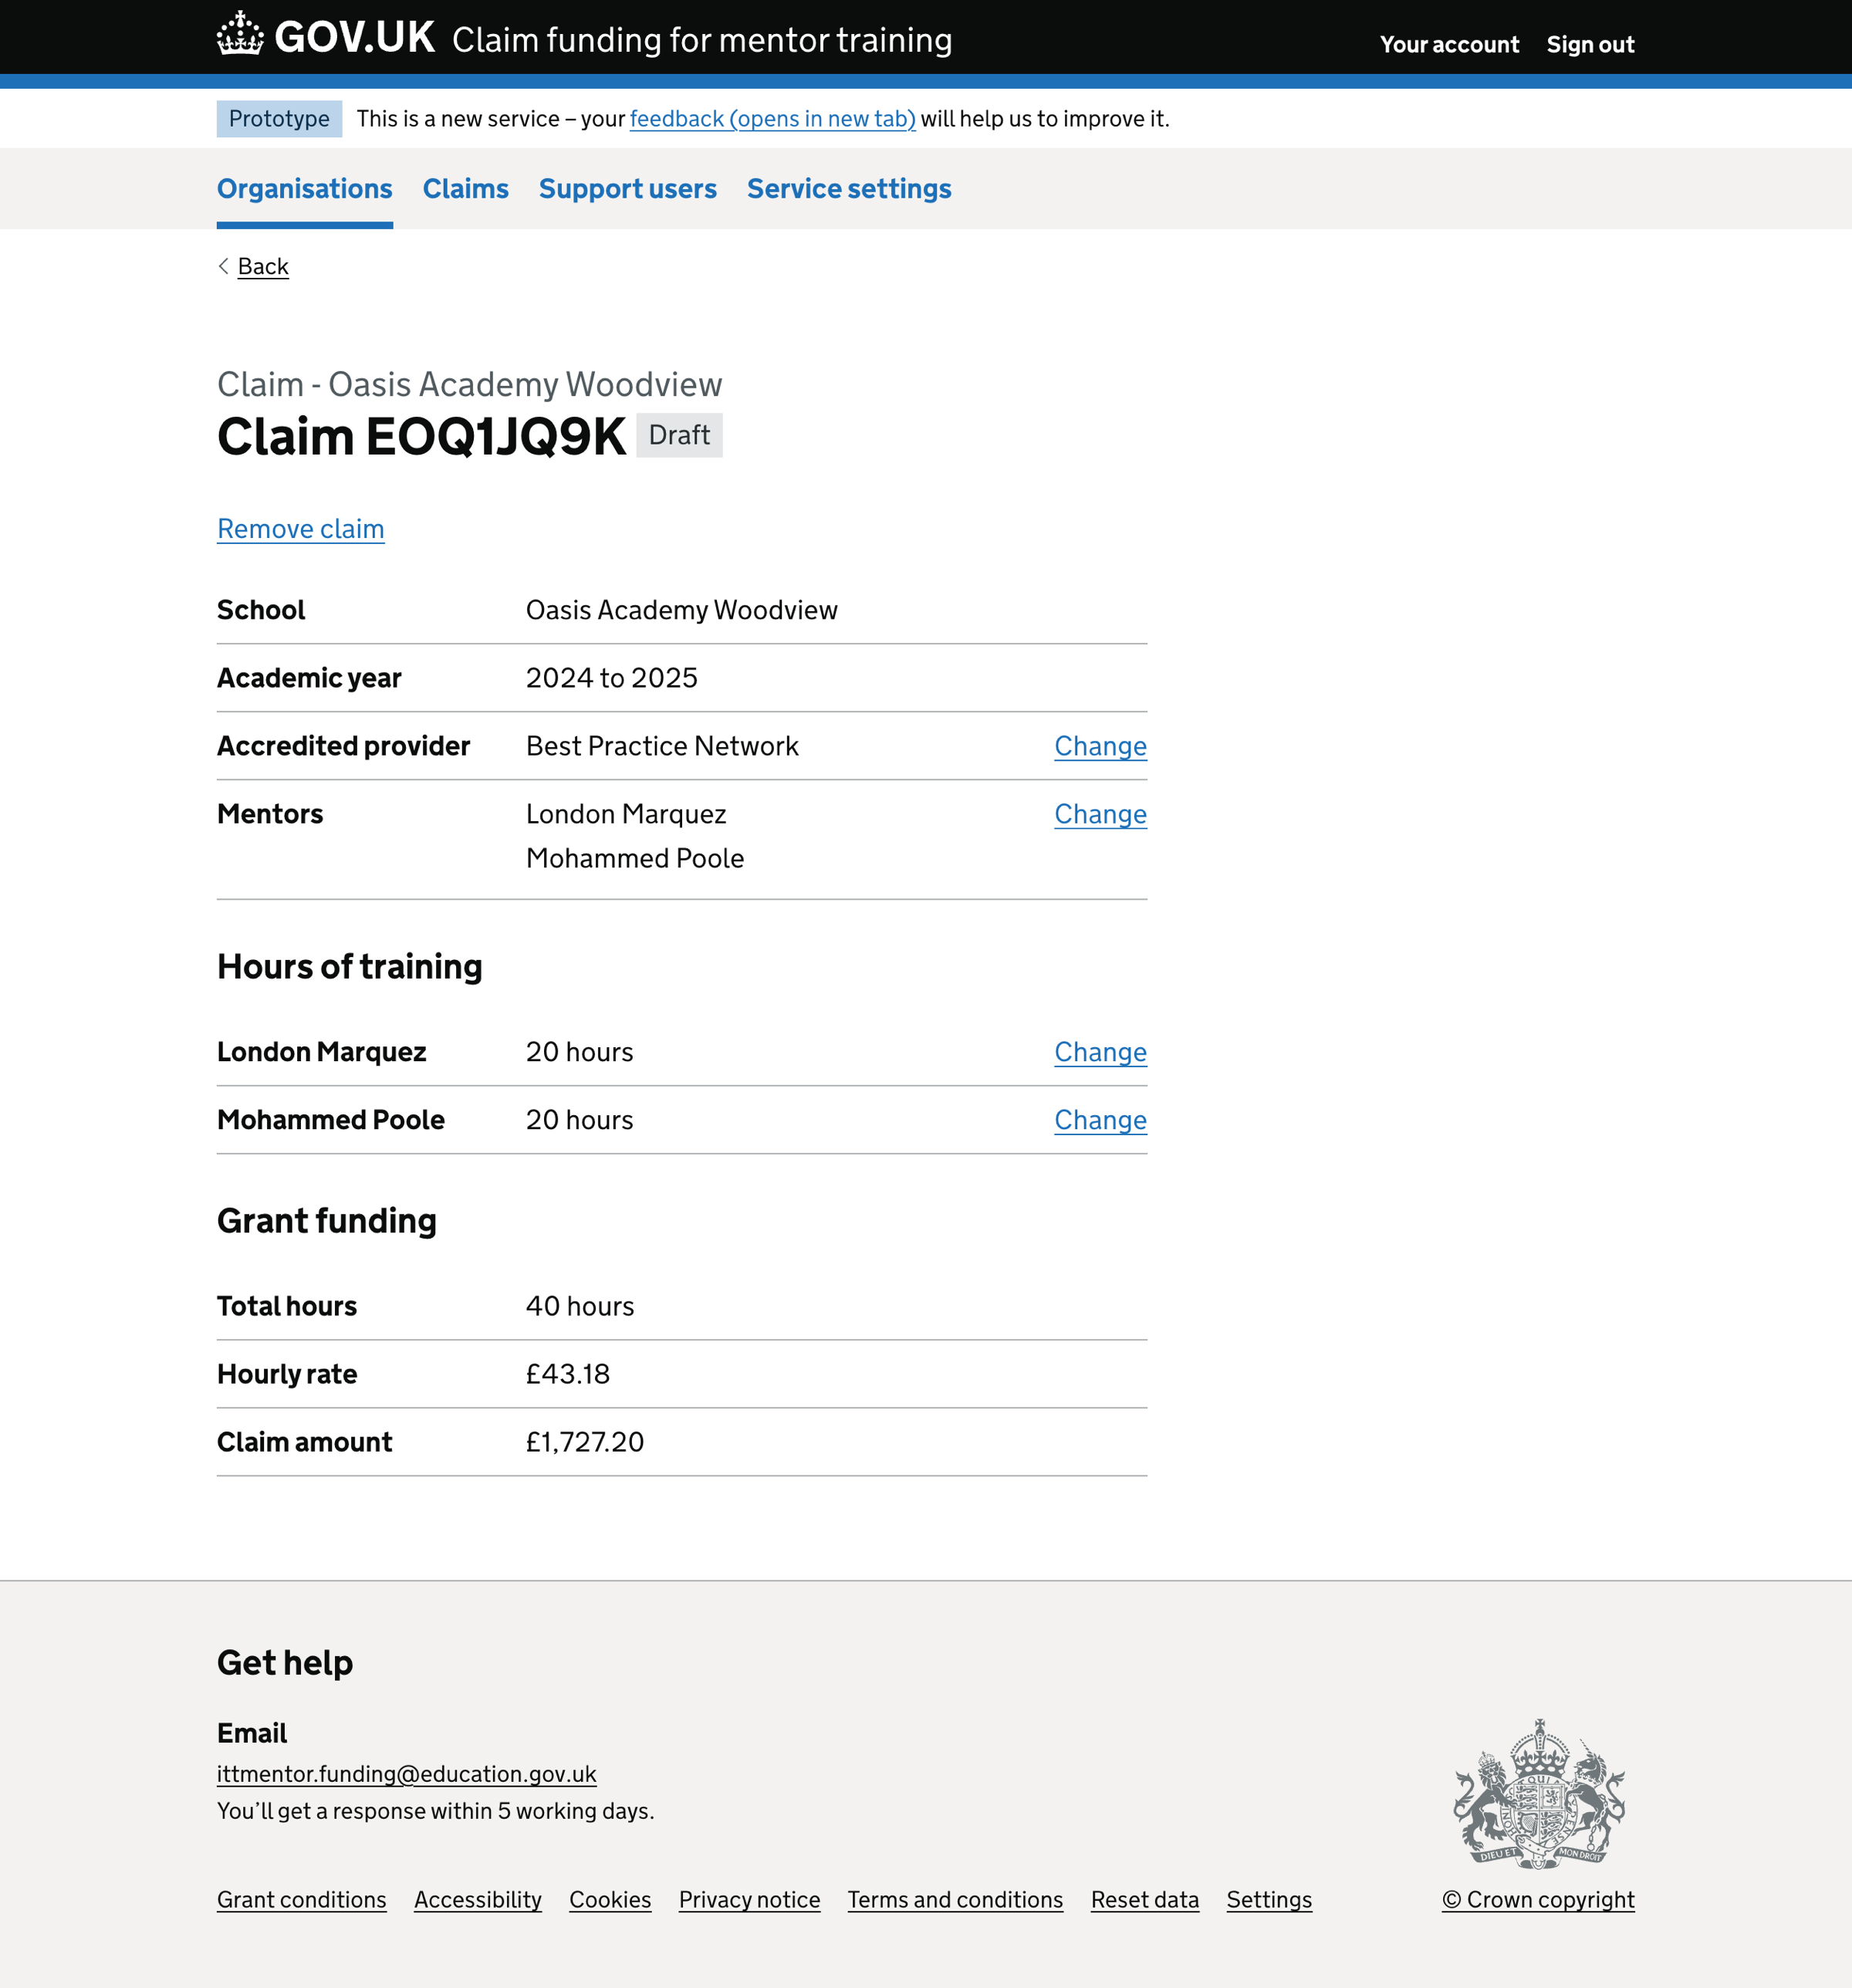 GOV.UK Claim funding for mentor training Your account Sign out
Prototype This is a new service – your feedback (opens in new tab) will help us to improve it.
Organisations Claims Support users Service settings
Back
Claim - Oasis Academy Woodview
Claim EOQ1JQ9K Draft
Remove claim
School Oasis Academy Woodview
Academic year 2024 to 2025
Accredited provider Best Practice Network Change
Mentors London Marquez Change
Mohammed Poole
Hours of training
London Marquez 20 hours Change
Mohammed Poole 20 hours Change
Grant funding
Total hours 40 hours
Hourly rate £43.18
Claim amount £1,727.20
Get help
Email
ittmentor.funding@education.gov.uk
You’ll get a response within 5 working days.
DIEU ET MON DROIT
Grant conditions Accessibility Cookies Privacy notice Terms and conditions Reset data Settings © Crown copyright